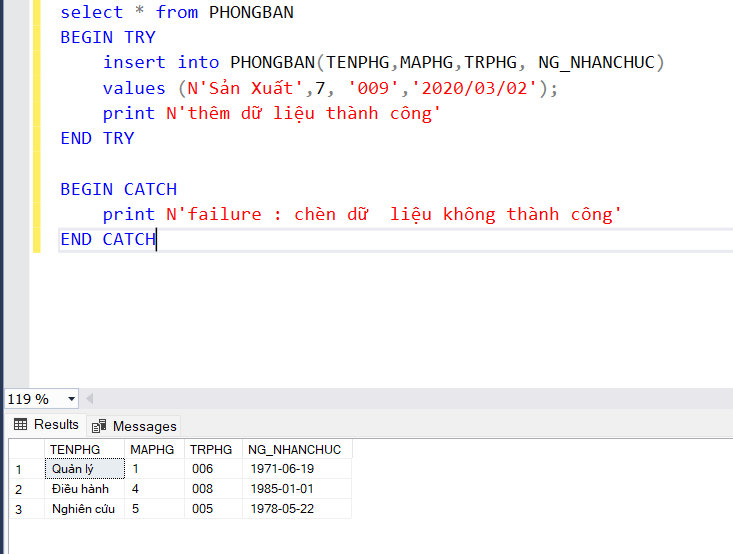 select * from PHONGBAN
BEGIN TRY
insert into PHONGBAN(TENPHG,MAPHG,TRPHG, NG_NHANCHUC)
values (N'Sản Xuất',7, '009','2020/03/02');
print N'thêm dữ liệu thành công'
END TRY
BEGIN CATCH
print N'failure : chèn dữ  liệu không thành công'
END CATCH
119 %
Results Messages
TENPHG MAPHG TRPHG NG_NHANCHUC
1 Quản lý 1 006 1971-06-19
2 Điều hành 4 008 1985-01-01
3 Nghiên cứu 5 005 1978-05-22